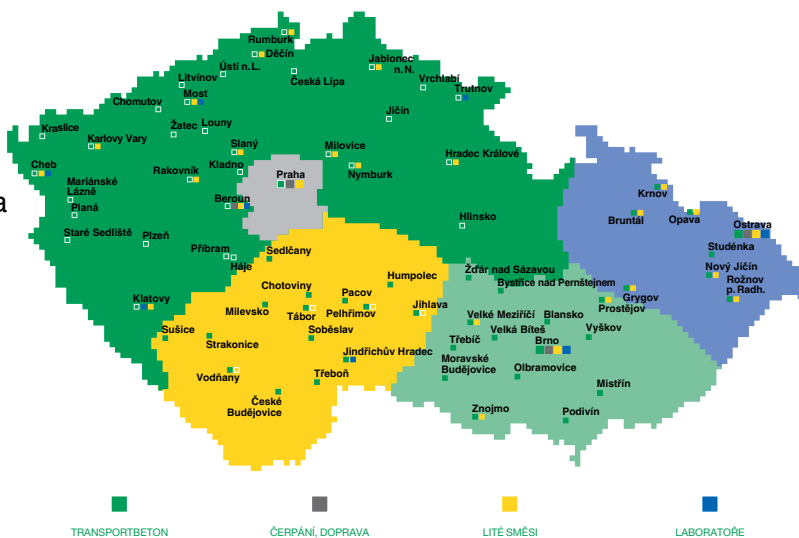 Rumburk
Děčín
Jablonec
n. N.
Ústí n. L.
Česká Lípa
Litvínov
Vrchlabí
Most
Trutnov
Chomutov
Jičín
Kraslice
Žatec
Louny
Karlovy Vary
Slaný
Milovice
Hradec Králové
Cheb
Rakovník
Kladno
Praha
Nymburk
Mariánské
Lázně
Krnov
Beroun
a
Planá
Bruntál
Opava
Ostrava
Hlinsko
Staré Sedliště
Plzeň
Příbram
Sedlčany
Studénka
Háje
Žďár nad Sázavou
Nový Jičín
Humpolec
Bystřice nad Pernštejnem
Rožnov
p. Radh.
Chotoviny
Pacov
Grygov
Klatovy
Milevsko
Tábor
Pelhřimov
Jihlava
Prostějov
Velké Meziříčí
Blansko
Sušice
Soběslav
Velká Bíteš
Vyškov
Strakonice
Třebíč
Brno
Jindřichův Hradec
Moravské
Budějovice
Vodňany
Třeboň
Olbramovice
Mistřín
České
Budějovice
Znojmo
Podivín
TRANSPORTBETON
ČERPÁNÍ, DOPRAVA
LITÉ SMĚSI
LABORATOŘE